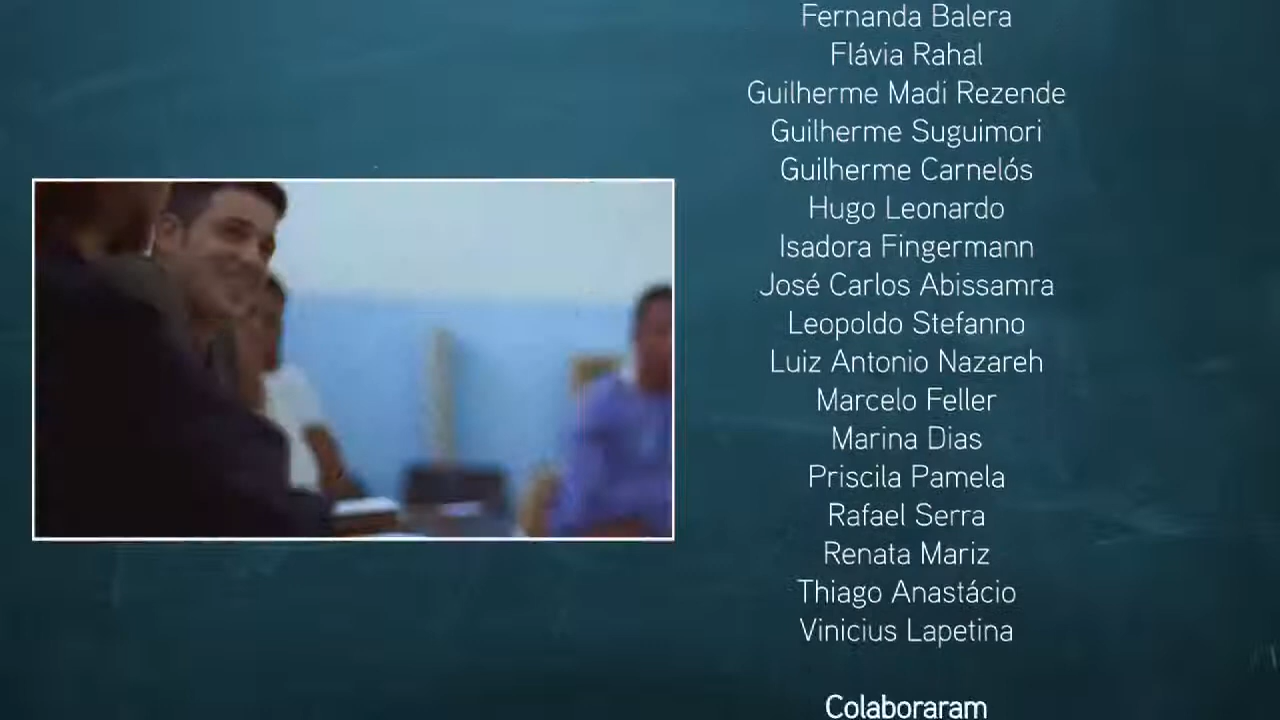 Fernanda Balera
Flávia Rahal
Guilherme Madi Rezende
Guilherme Suguimori
Guilherme Carnelós
Hugo Leonardo
Isadora Fingermann
José Carlos Abissamra
Leopoldo Stefanno
Luiz Antonio Nazareh
Marcelo Feller
Marina Dias
Priscila Pamela
Rafael Serra
Renata Mariz
Thiago Anastácio
Vinicius Lapetina
Colaboraram